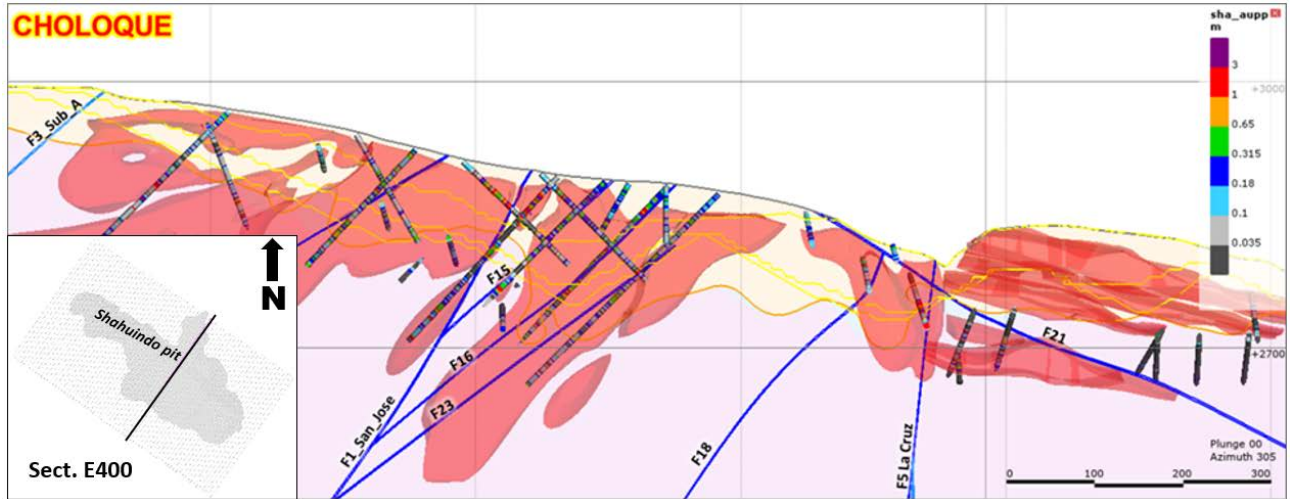 CHOLOQUE
sha_aupp
m
3
1
0.65
0.315
0.18
0.1
0.035
+3000
F3_Sub_A
F15
F16
F23
F1_San_Jose
F18
F5 La Cruz
F21
+2700
N
Shahuindo pit
Sect. E400
Plunge 00
Azimuth 305
0 100 200 300